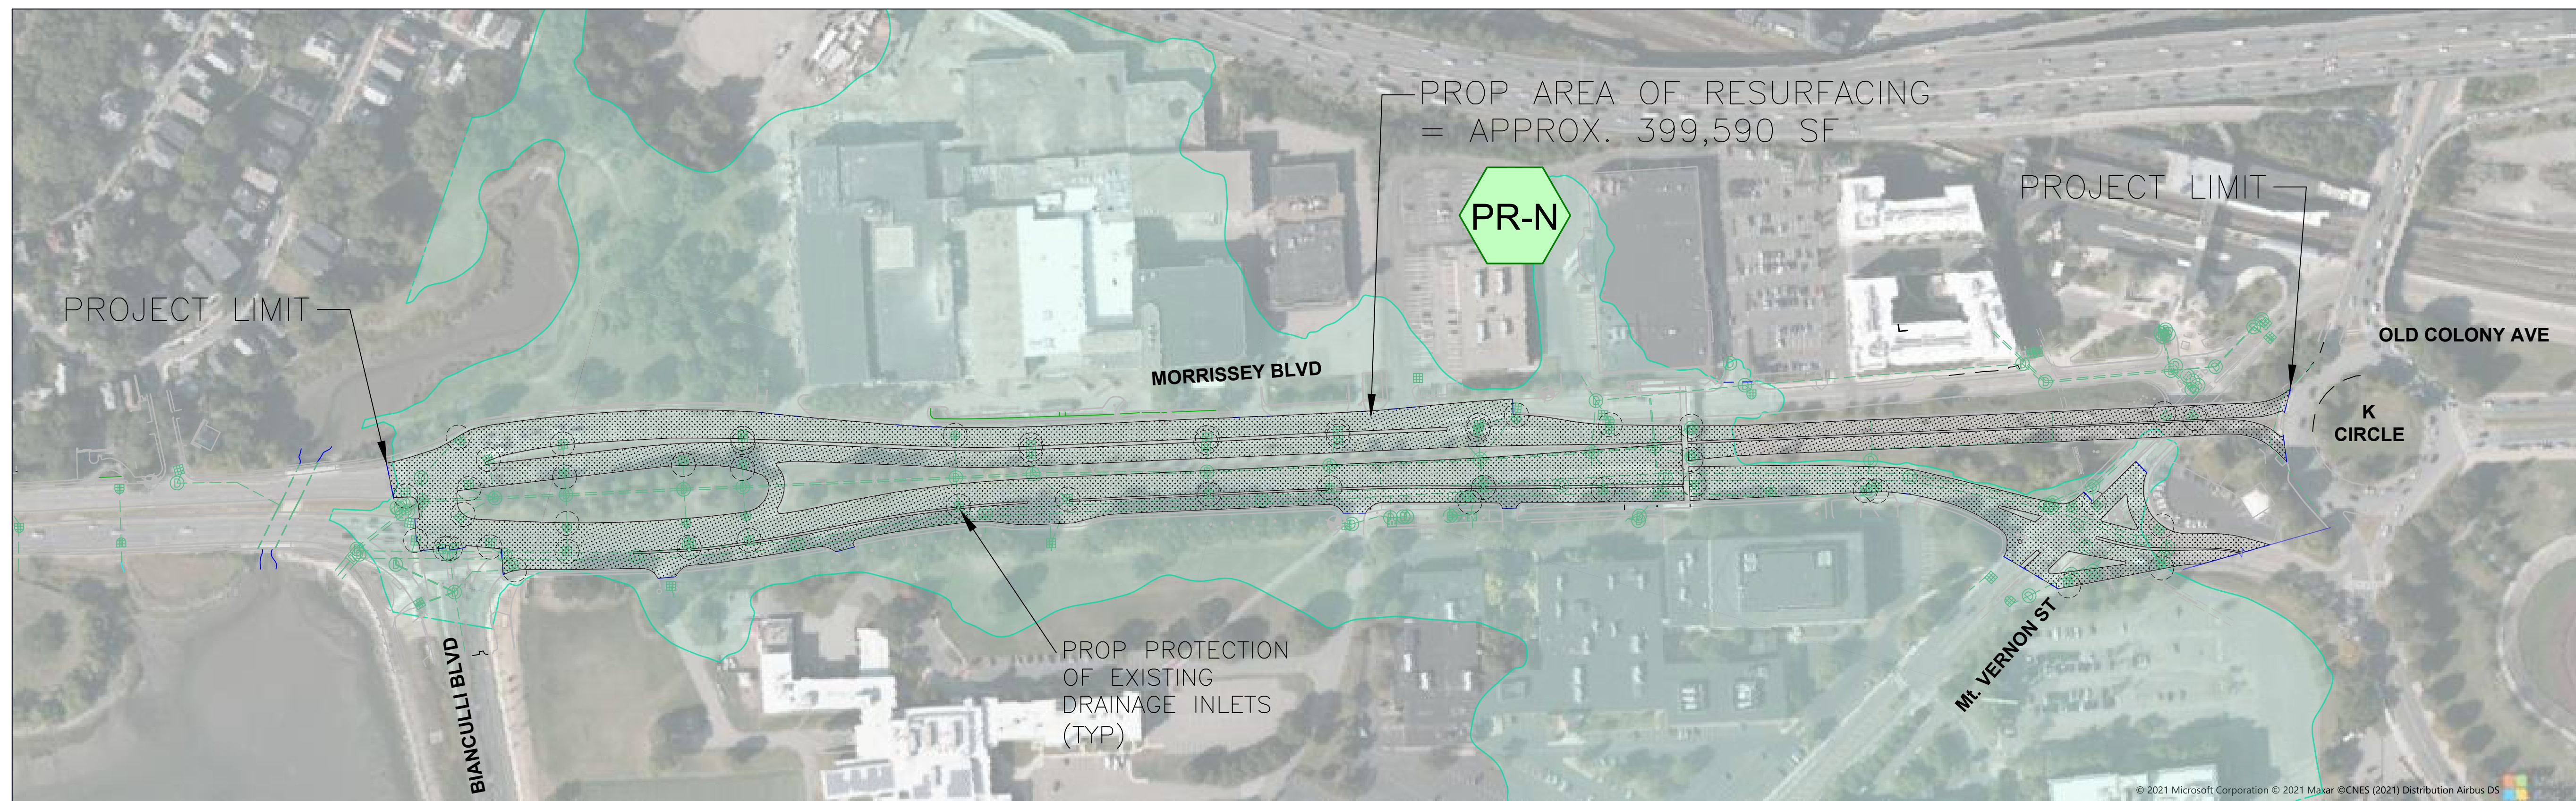 PROP AREA OF RESURFACING
= APPROX. 399,590 SF
PR-N
PROJECT LIMIT
PROJECT LIMIT
OLD COLONY AVE
MORRISSEY BLVD
K
CIRCLE
PROP PROTECTION
OF EXISTING
DRAINAGE INLETS
(TYP)
BIANCULLI BLVD
Mt. VERNON ST
© 2021 Microsoft Corporation © 2021 Maxar ©CNES (2021) Distribution Airbus DS